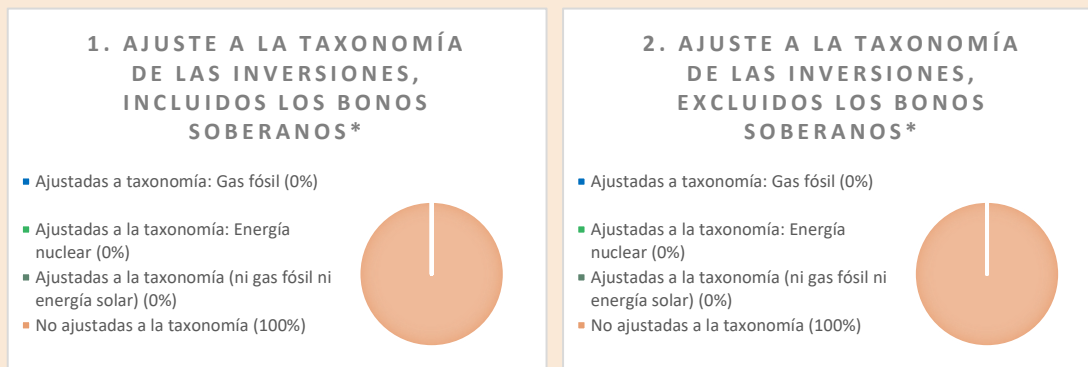 1. AJUSTE A LA TAXONOMÍA
DE LAS INVERSIONES,
INCLUIDOS LOS BONOS
SOBERANOS*
Ajustadas a taxonomía: Gas fósil (0%)
Ajustadas a la taxonomía: Energía
nuclear (0%)
Ajustadas a la taxonomía (ni gas fósil ni
energía solar) (0%)
No ajustadas a la taxonomía (100%)
2. AJUSTE A LA TAXONOMÍA
DE LAS INVERSIONES,
EXCLUIDOS LOS BONOS
SOBERANOS*
Ajustadas a taxonomía: Gas fósil (0%)
Ajustadas a la taxonomía: Energía
nuclear (0%)
Ajustadas a la taxonomía (ni gas fósil ni
energía solar) (0%)
No ajustadas a la taxonomía (100%)